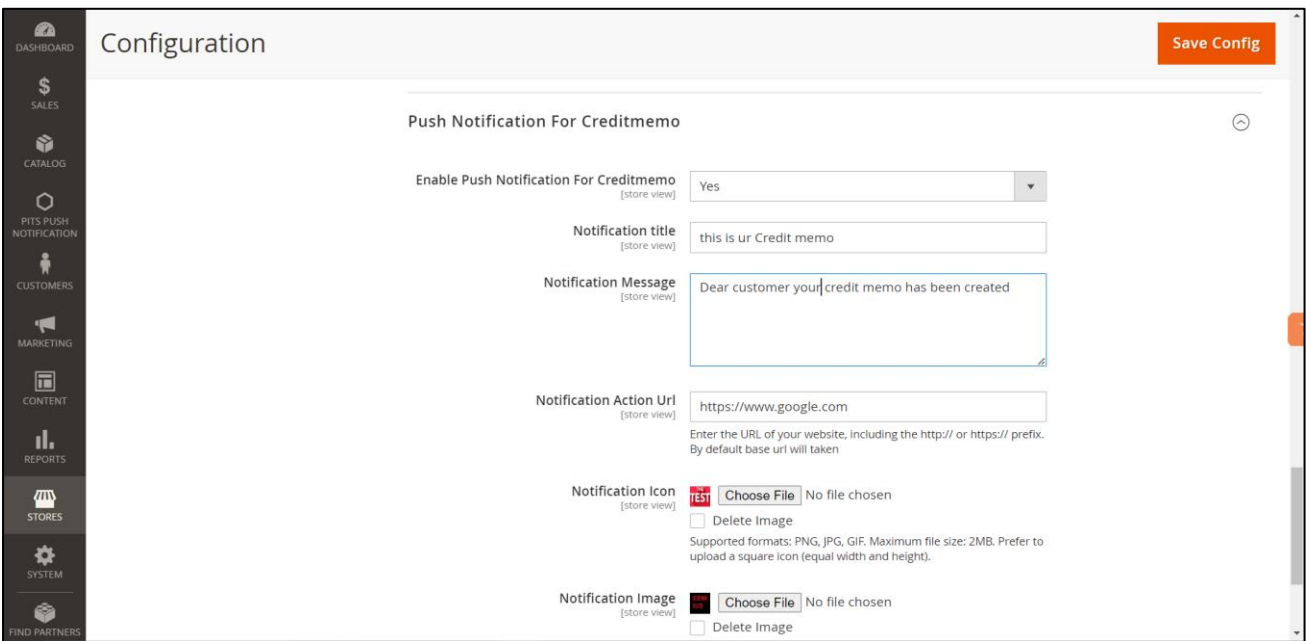 DASHBOARD
SALES
CATALOG
PITS PUSH
NOTIFICATION
CUSTOMERS
MARKETING
CONTENT
REPORTS
STORES
SYSTEM
FIND PARTNERS
Configuration
Save Config
Push Notification For Creditmemo
Enable Push Notification For Creditmemo
[store view]
Yes
Notification title
[store view]
this is ur Credit memo
Notification Message
[store view]
Dear customer your credit memo has been created
Notification Action Url
[store view]
https://www.google.com
Enter the URL of your website, including the http:// or https:// prefix.
By default base url will taken
Notification Icon
[store view]
TEST
Choose File No file chosen
Delete Image
Supported formats: PNG, JPG, GIF. Maximum file size: 2MB. Prefer to
upload a square icon (equal width and height).
Notification Image
[store view]
Choose File No file chosen
Delete Image